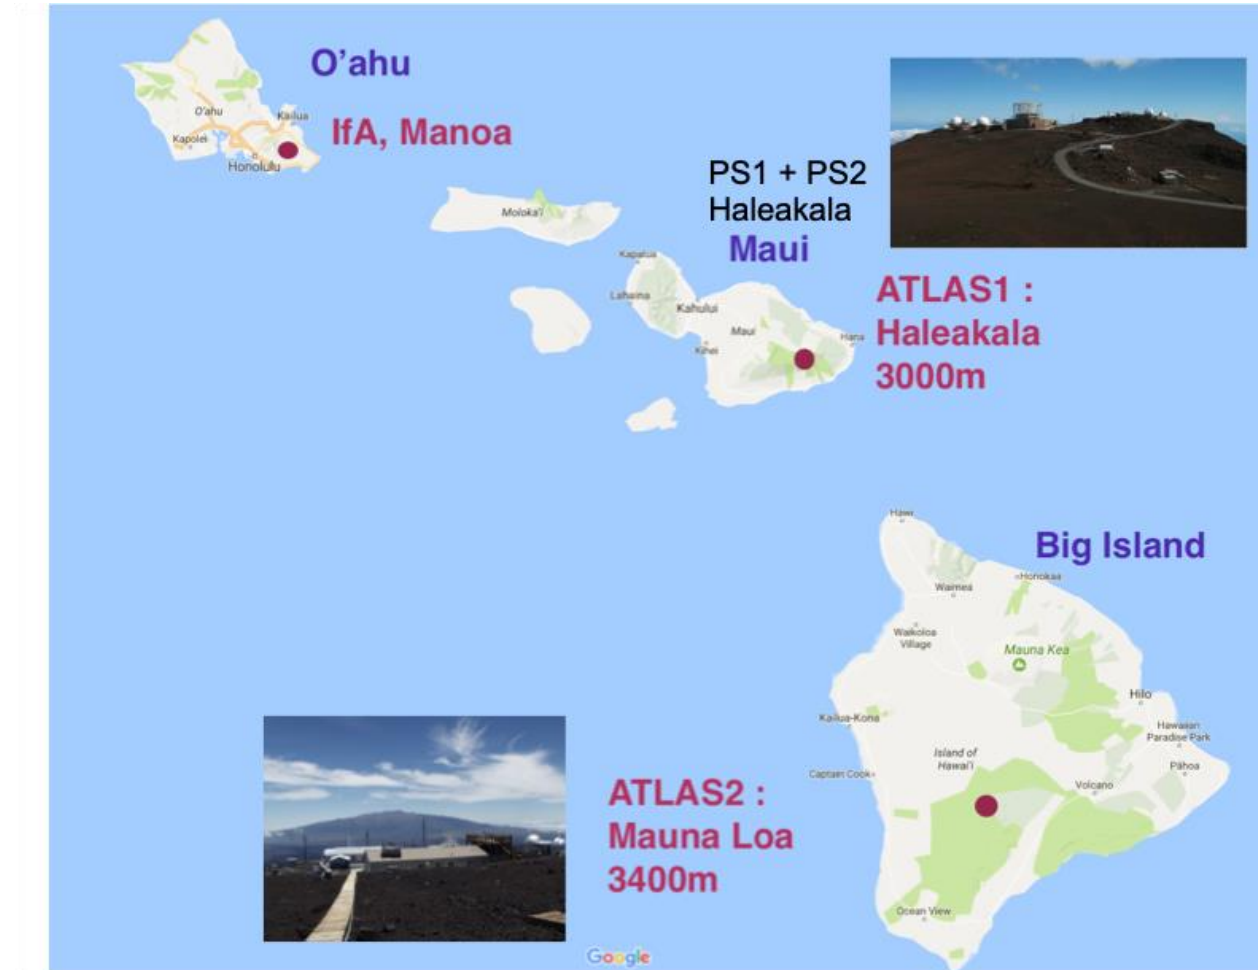 O'ahu
IfA, Manoa
O'ahu
Kailua
Kapolei
Honolulu
Moloka'i
PS1 + PS2
Haleakala
Maui
Kapalua
Lahaina
Kahului
Maui
Kihei
Hana
ATLAS1 :
Haleakala
3000m
Hawi
Big Island
Honokaa
Waimea
Waikoloa
Village
Mauna Kea
Hilo
Kailua-Kona
Hawaiian
Paradise Park
Island of
Hawai'i
Captain Cook
Pāhoa
Volcano
ATLAS2 :
Mauna Loa
3400m
Ocean View
Google